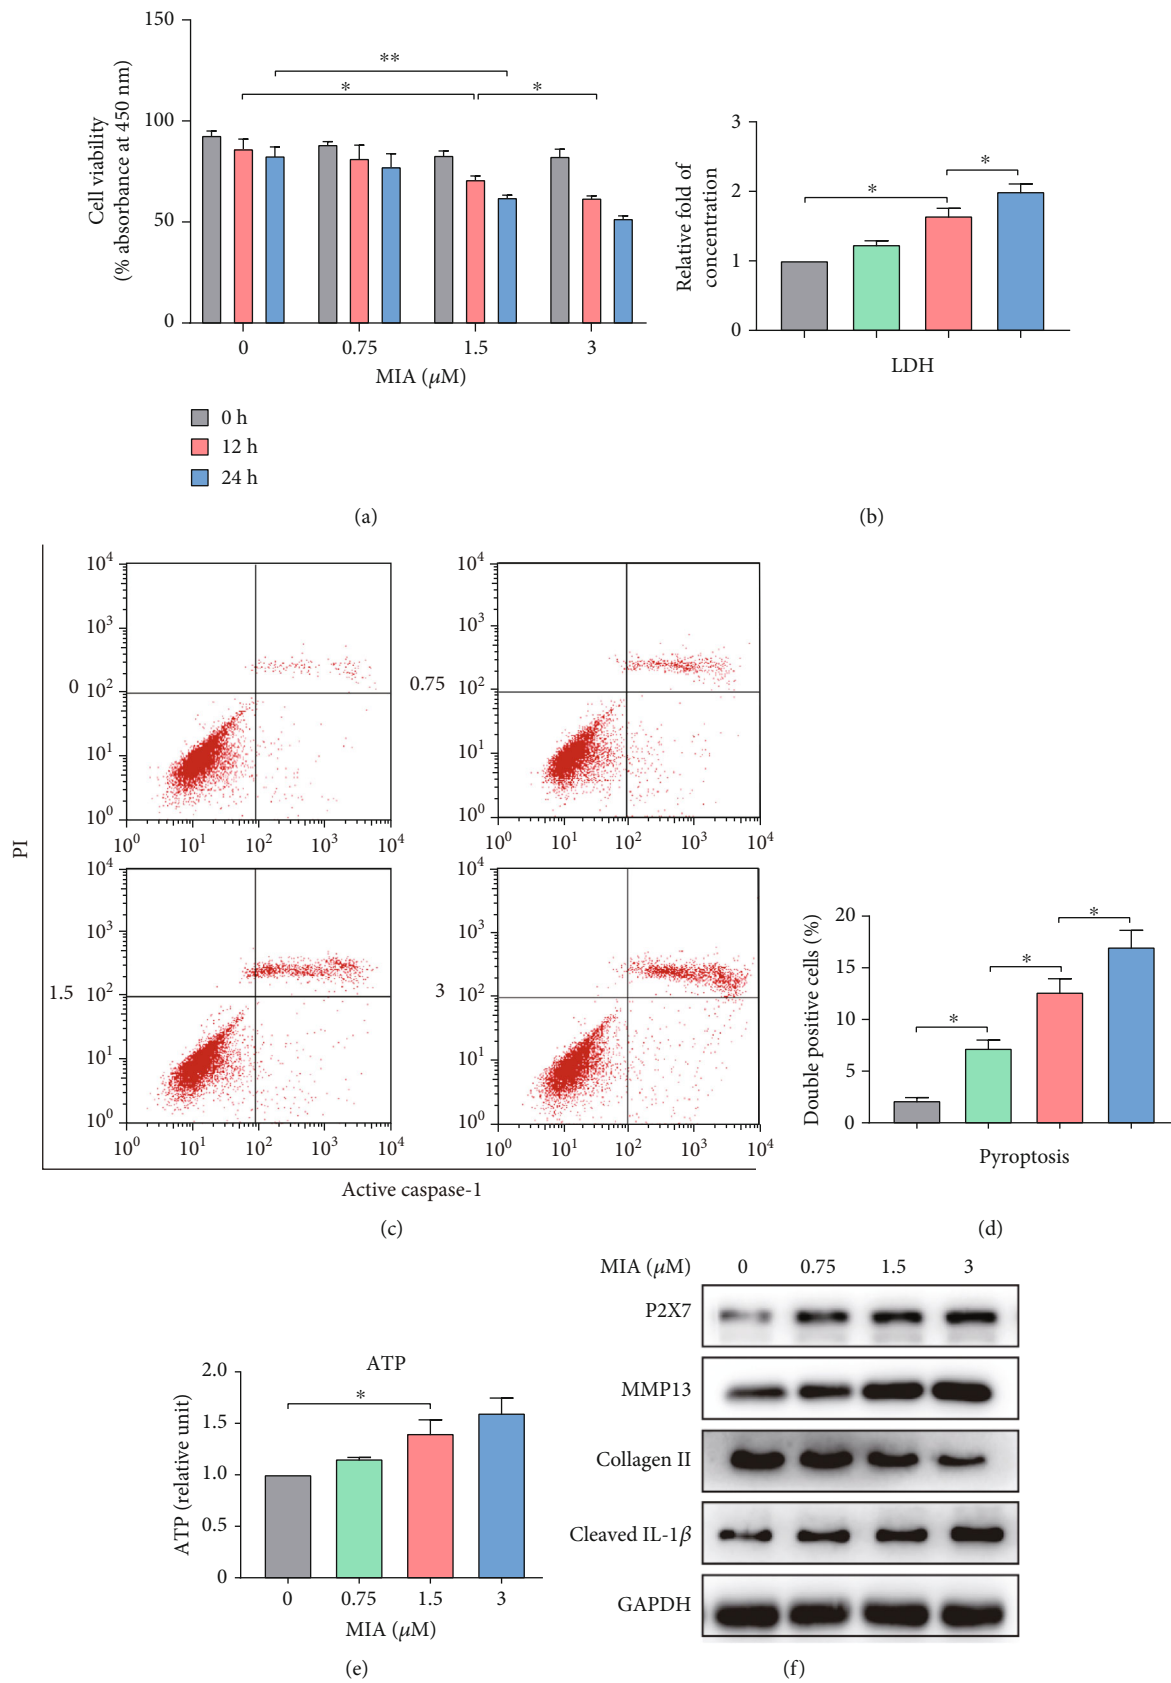 150
100
50
0
Cell viability
(% absorbance at 450 nm)
**
*
*
0 0.75 1.5 3
MIA (μM)
0 h
12 h
24 h
(a)
3
2
1
0
Relative fold of
concentration
*
*
LDH
(b)
PI
0
10⁴
10³
10²
10¹
10⁰
10⁰ 10¹ 10² 10³ 10⁴
0.75
10⁴
10³
10²
10¹
10⁰
10⁰ 10¹ 10² 10³ 10⁴
1.5
10⁴
10³
10²
10¹
10⁰
10⁰ 10¹ 10² 10³ 10⁴
3
10⁴
10³
10²
10¹
10⁰
10⁰ 10¹ 10² 10³ 10⁴
Active caspase-1
(c)
20
15
10
5
0
Double positive cells (%)
*
*
*
Pyroptosis
(d)
ATP
2.0
1.5
1.0
0.5
0
ATP (relative unit)
*
0 0.75 1.5 3
MIA (μM)
(e)
MIA (μM) 0 0.75 1.5 3
P2X7
MMP13
Collagen II
Cleaved IL-1β
GAPDH
(f)